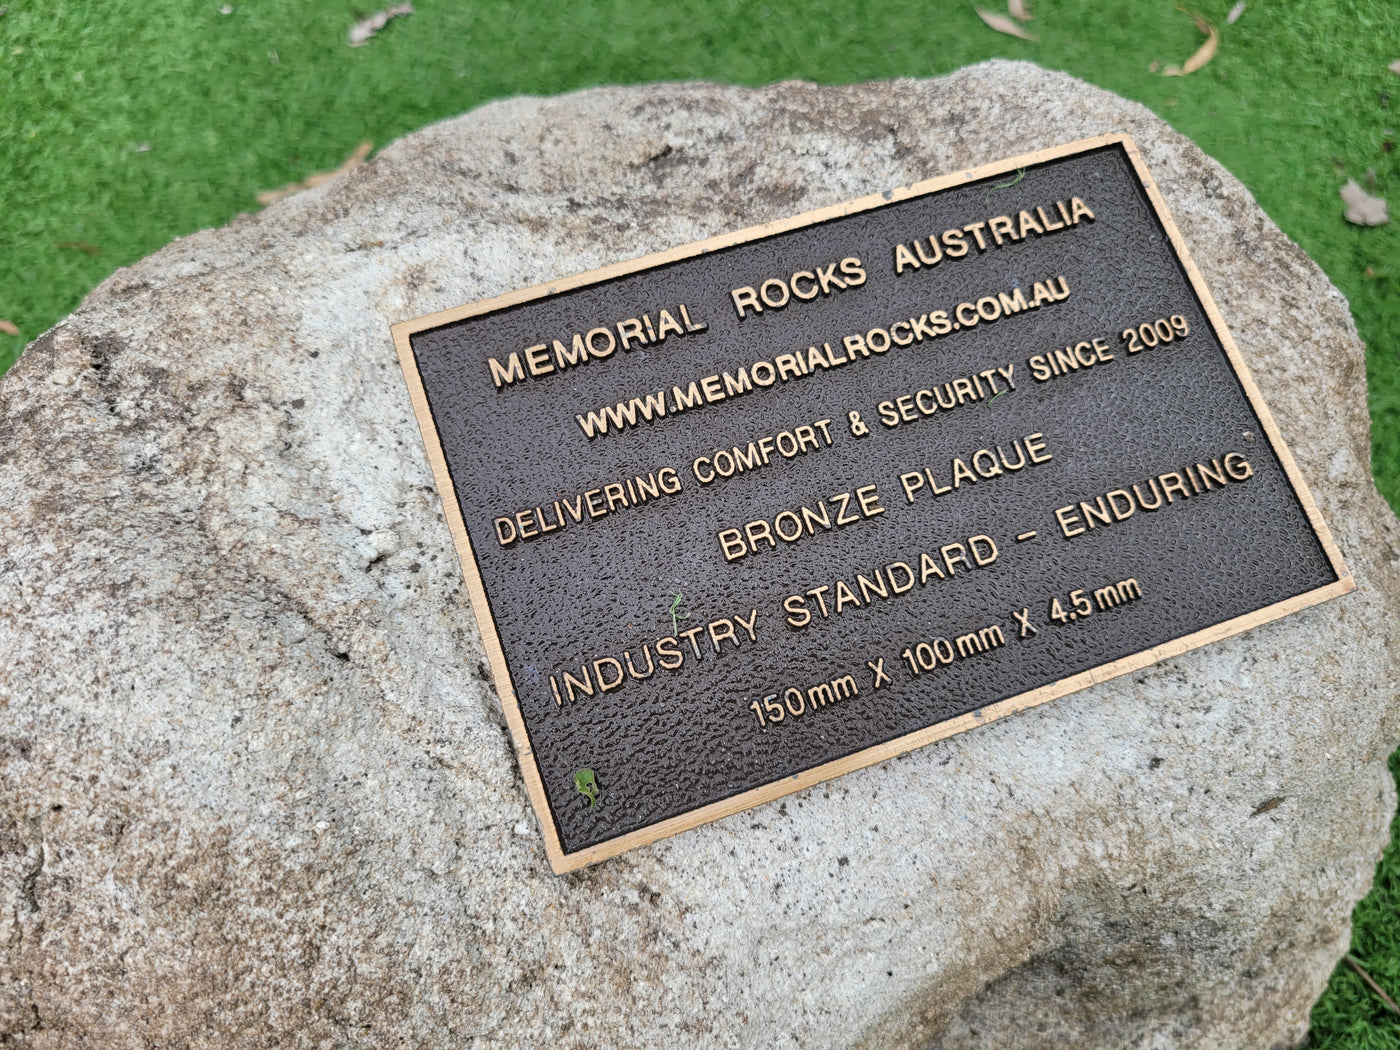 MEMORIAL ROCKS AUSTRALIA
WWW.MEMORIALROCKS.COM.AU
DELIVERING COMFORT & SECURITY SINCE 2009
BRONZE PLAQUE
INDUSTRY STANDARD – ENDURING
150mm X 100mm X 4.5mm